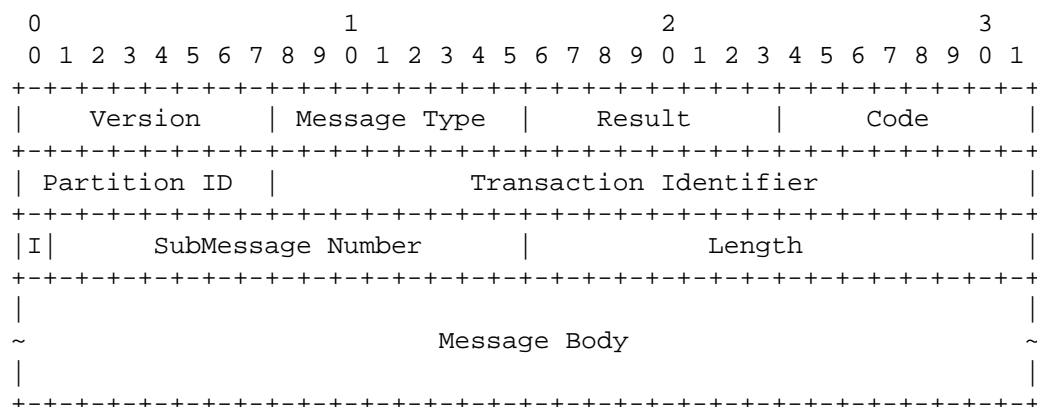 0                   1                   2                   3
 0 1 2 3 4 5 6 7 8 9 0 1 2 3 4 5 6 7 8 9 0 1 2 3 4 5 6 7 8 9 0 1
+-+-+-+-+-+-+-+-+-+-+-+-+-+-+-+-+-+-+-+-+-+-+-+-+-+-+-+-+-+-+-+-+
|    Version    | Message Type  |    Result     |     Code      |
+-+-+-+-+-+-+-+-+-+-+-+-+-+-+-+-+-+-+-+-+-+-+-+-+-+-+-+-+-+-+-+-+
| Partition ID  |            Transaction Identifier             |
+-+-+-+-+-+-+-+-+-+-+-+-+-+-+-+-+-+-+-+-+-+-+-+-+-+-+-+-+-+-+-+-+
|I|      SubMessage Number      |           Length              |
+-+-+-+-+-+-+-+-+-+-+-+-+-+-+-+-+-+-+-+-+-+-+-+-+-+-+-+-+-+-+-+-+
|                                                               |
~                          Message Body                         ~
|                                                               |
+-+-+-+-+-+-+-+-+-+-+-+-+-+-+-+-+-+-+-+-+-+-+-+-+-+-+-+-+-+-+-+-+